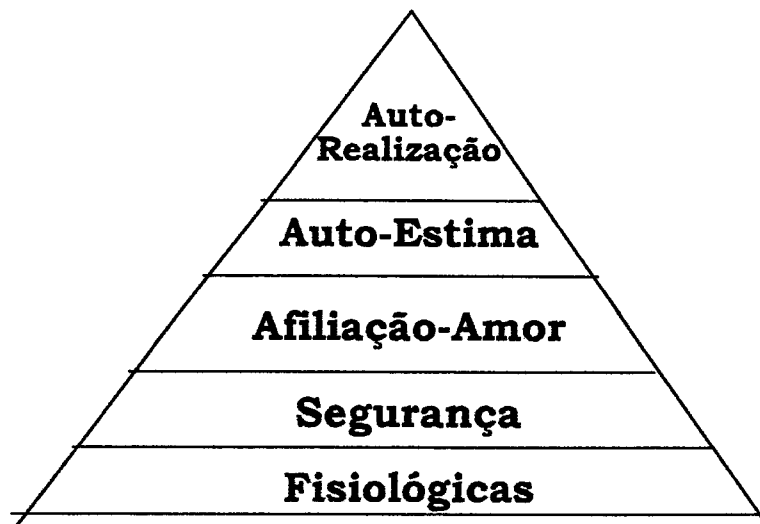 Auto-
Realização
Auto-Estima
Afiliação-Amor
Segurança
Fisiológicas